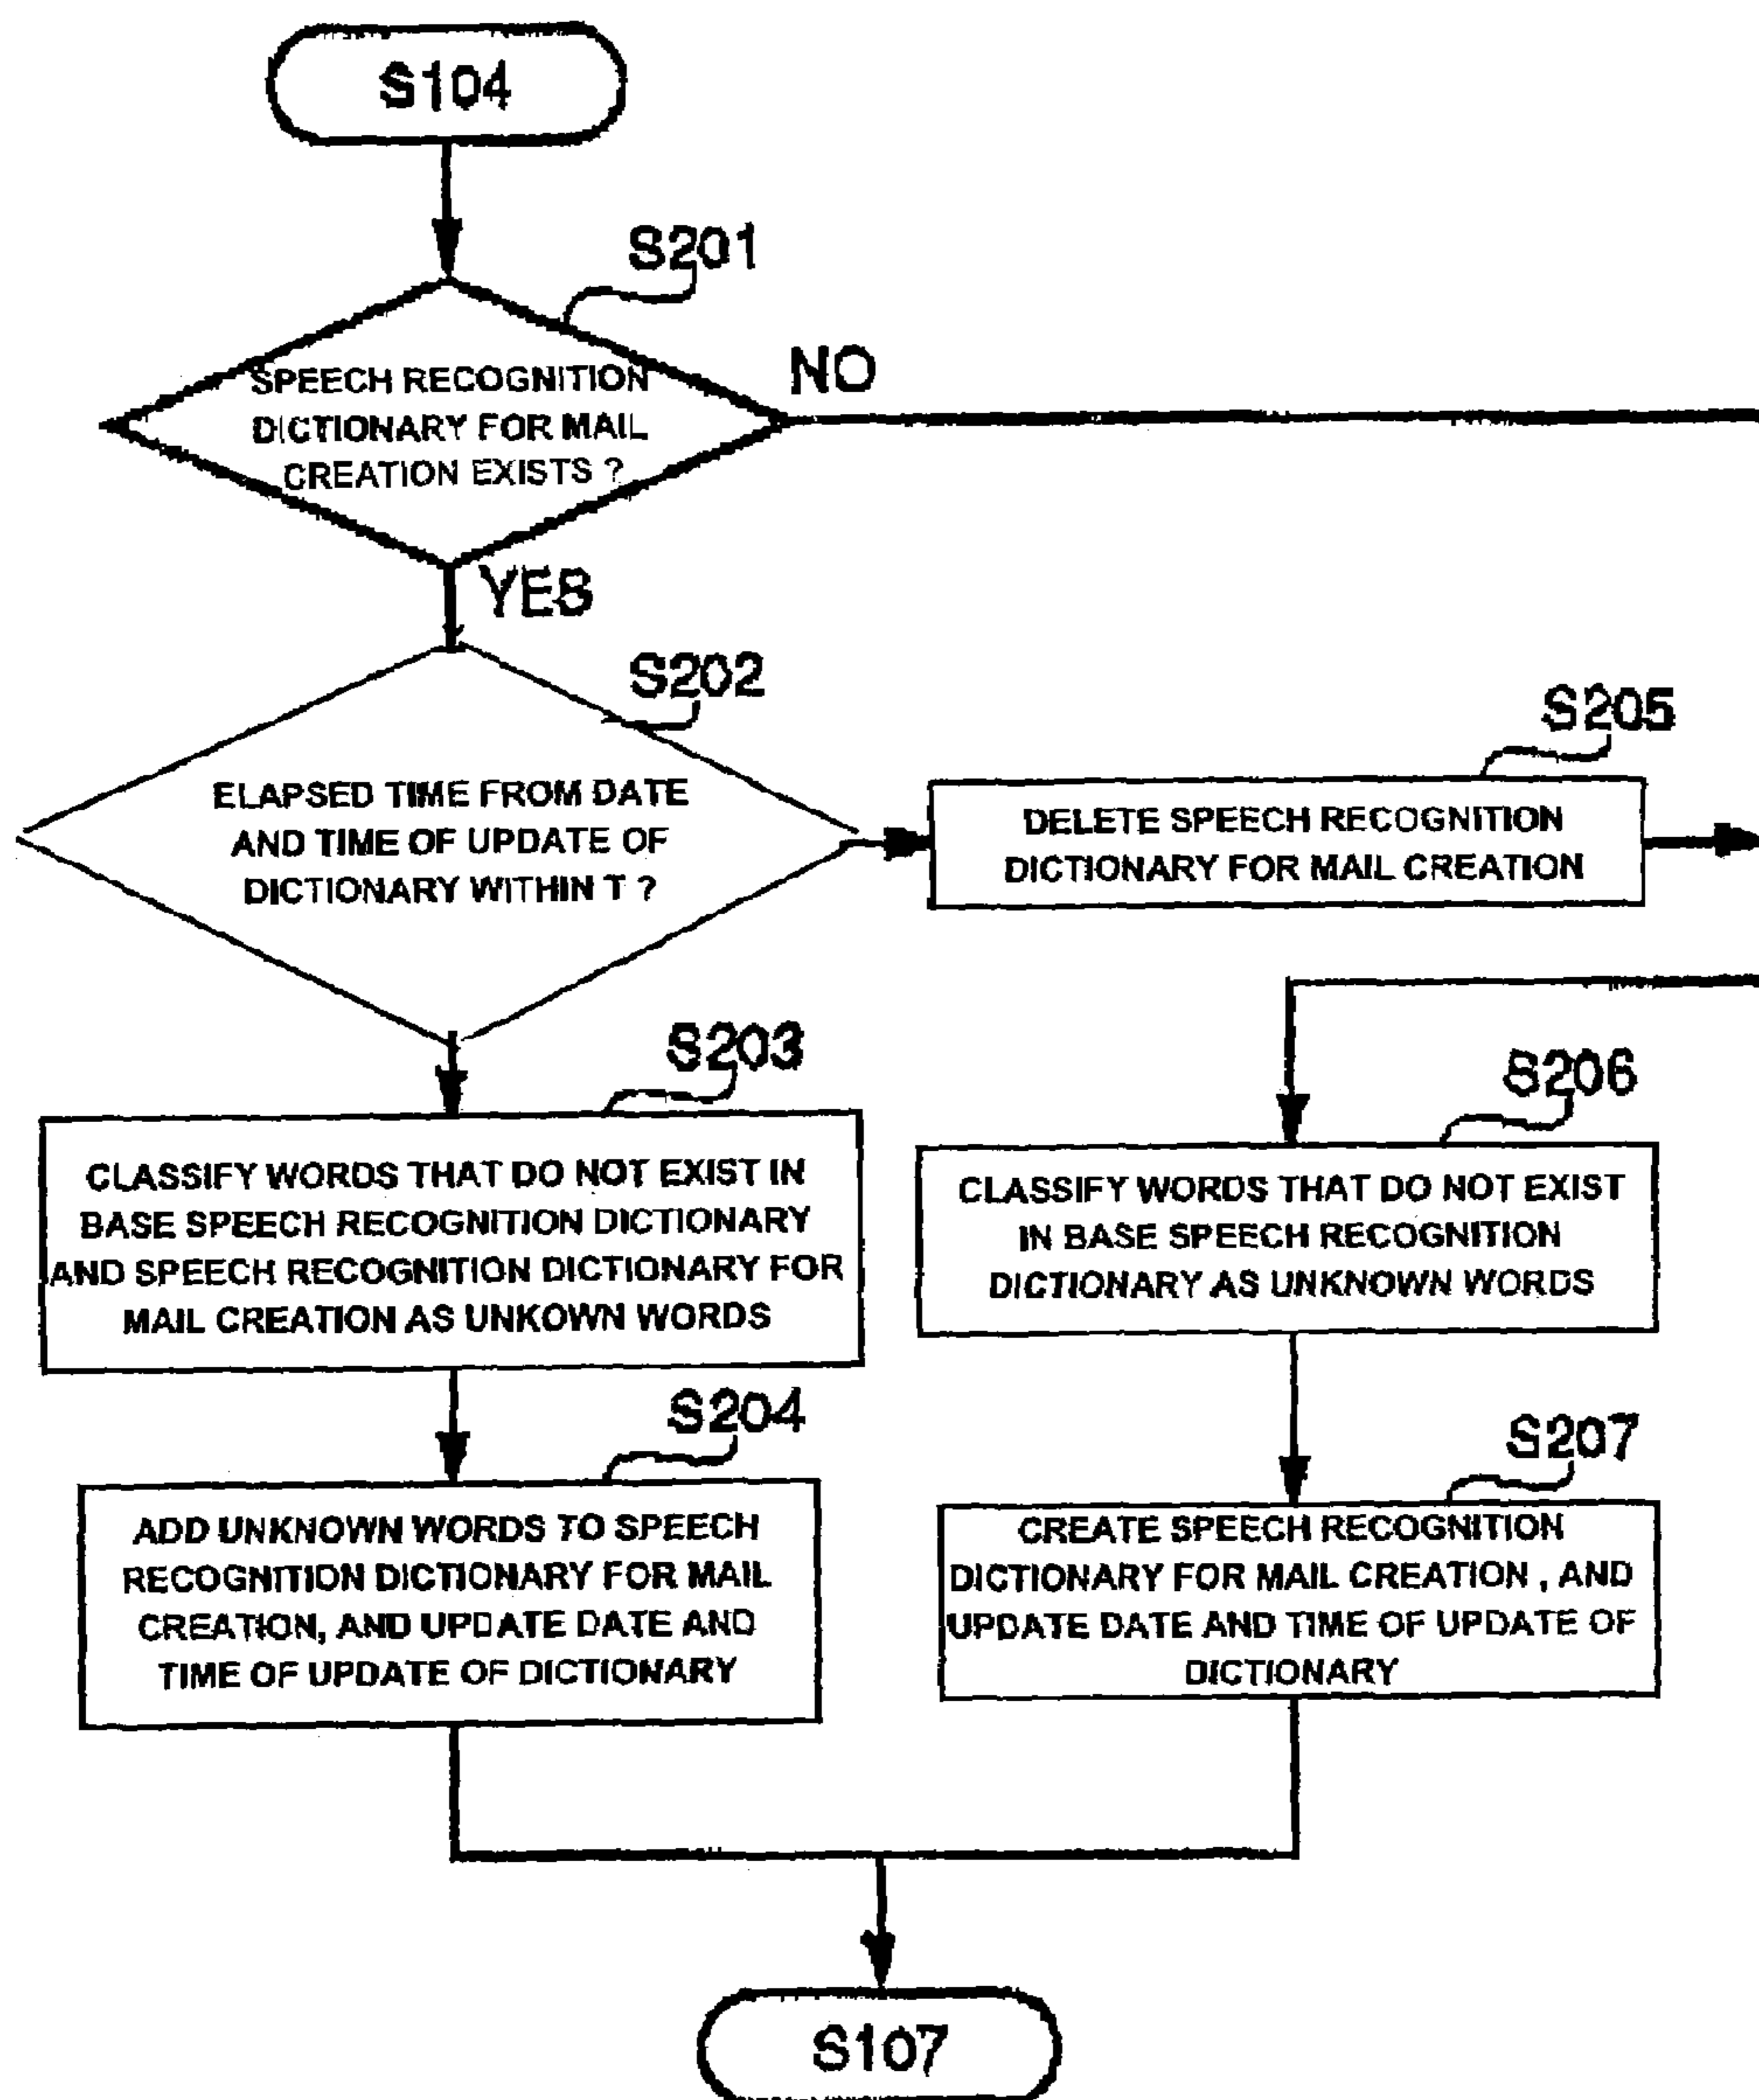 S104
S201
SPEECH RECOGNITION
DICTIONARY FOR MAIL
CREATION EXISTS ?
NO
YES
S202
ELAPSED TIME FROM DATE
AND TIME OF UPDATE OF
DICTIONARY WITHIN T ?
S205
DELETE SPEECH RECOGNITION
DICTIONARY FOR MAIL CREATION
S203
CLASSIFY WORDS THAT DO NOT EXIST IN
BASE SPEECH RECOGNITION DICTIONARY
AND SPEECH RECOGNITION DICTIONARY FOR
MAIL CREATION AS UNKOWN WORDS
S206
CLASSIFY WORDS THAT DO NOT EXIST
IN BASE SPEECH RECOGNITION
DICTIONARY AS UNKNOWN WORDS
S204
ADD UNKNOWN WORDS TO SPEECH
RECOGNITION DICTIONARY FOR MAIL
CREATION, AND UPDATE DATE AND
TIME OF UPDATE OF DICTIONARY
S207
CREATE SPEECH RECOGNITION
DICTIONARY FOR MAIL CREATION , AND
UPDATE DATE AND TIME OF UPDATE OF
DICTIONARY
S107